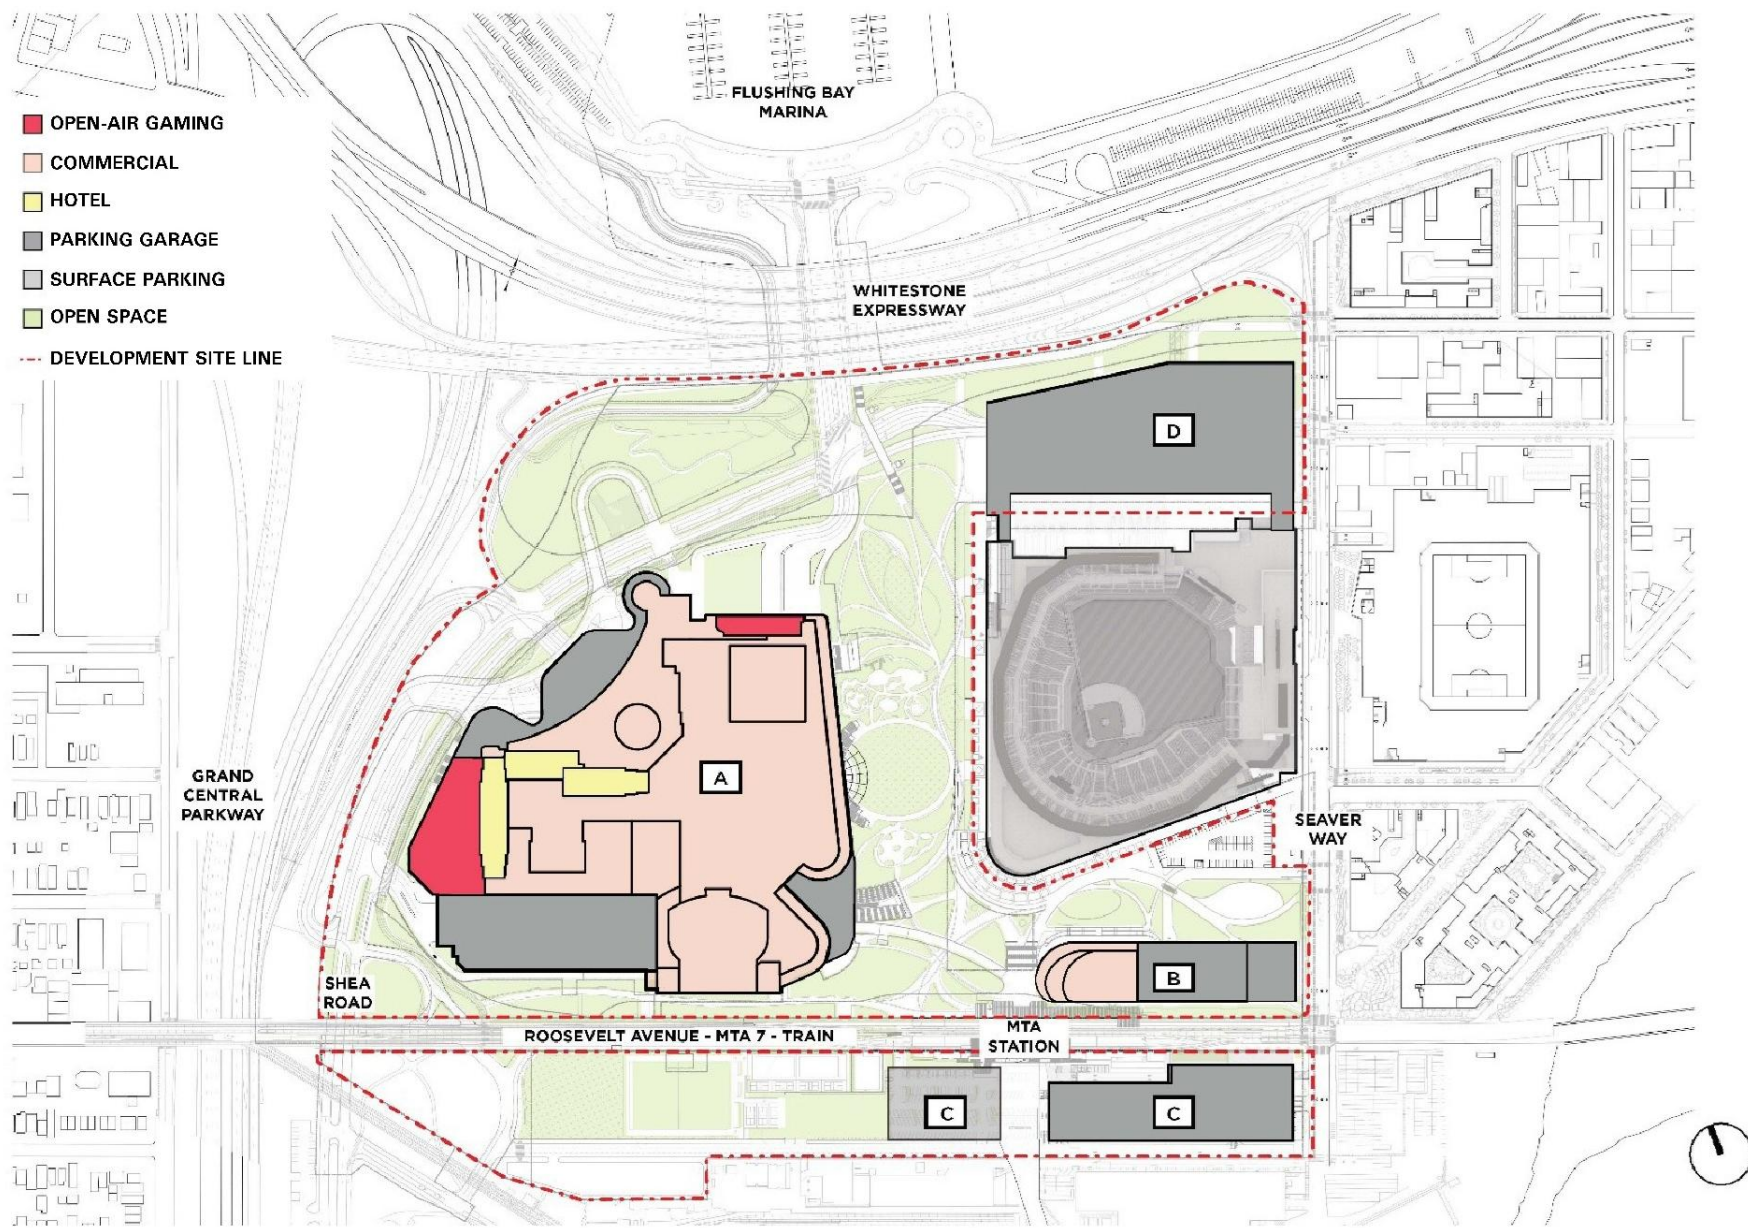 FLUSHING BAY
MARINA
OPEN-AIR GAMING
COMMERCIAL
HOTEL
PARKING GARAGE
SURFACE PARKING
OPEN SPACE
DEVELOPMENT SITE LINE
WHITESTONE
EXPRESSWAY
D
A
GRAND
CENTRAL
PARKWAY
SEAVER
WAY
SHEA
ROAD
B
ROOSEVELT AVENUE - MTA 7 - TRAIN
MTA
STATION
C
C